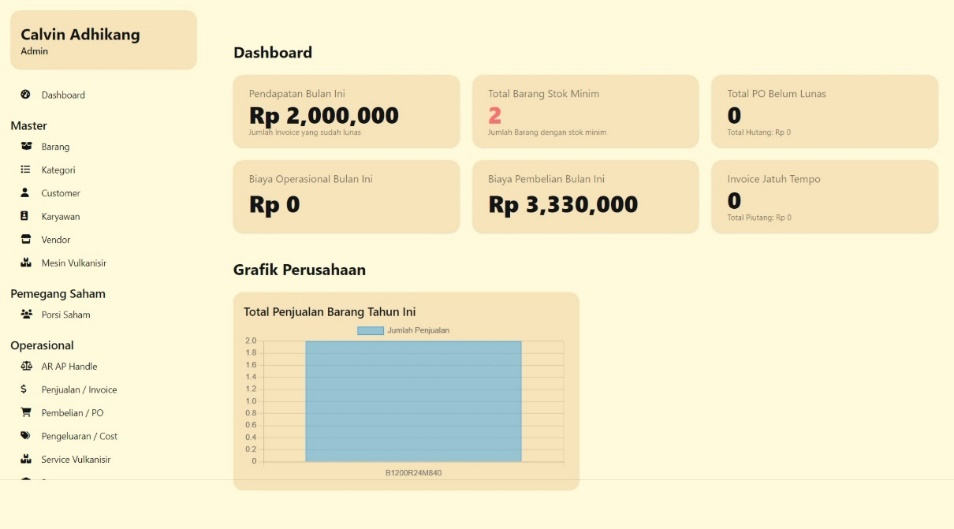 Calvin Adhikang
Admin
Dashboard
Master
Barang
Kategori
Customer
Karyawan
Vendor
Mesin Vulkanisir
Pemegang Saham
Porsi Saham
Operasional
AR AP Handle
Penjualan / Invoice
Pembelian / PO
Pengeluaran / Cost
Service Vulkanisir
Dashboard
Pendapatan Bulan Ini
Rp 2,000,000
Jumlah Invoice yang sudah lunas
Total Barang Stok Minim
2
Jumlah Barang dengan stok minim
Total PO Belum Lunas
0
Total Hutang: Rp 0
Biaya Operasional Bulan Ini
Rp 0
Biaya Pembelian Bulan Ini
Rp 3,330,000
Invoice Jatuh Tempo
0
Total Piutang: Rp 0
Grafik Perusahaan
Total Penjualan Barang Tahun Ini
Jumlah Penjualan
2.0
1.8
1.6
1.4
1.2
1.0
0.8
0.6
0.4
0.2
0
B1200R24M840